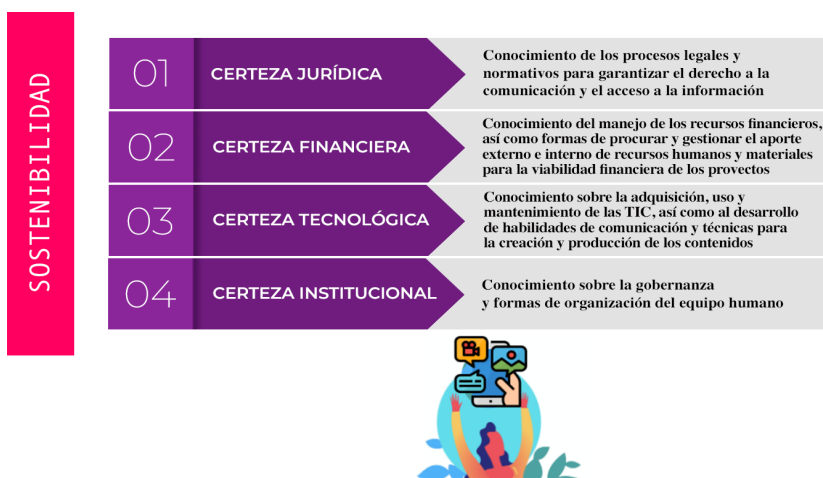 SOSTENIBILIDAD
01
CERTEZA JURÍDICA
Conocimiento de los procesos legales y
normativos para garantizar el derecho a la
comunicación y el acceso a la información
02
CERTEZA FINANCIERA
Conocimiento del manejo de los recursos financieros,
así como formas de procurar y gestionar el aporte
externo e interno de recursos humanos y materiales
para la viabilidad financiera de los provectos
03
CERTEZA TECNOLÓGICA
Conocimiento sobre la adquisición, uso y
mantenimiento de las TIC, así como al desarrollo
de habilidades de comunicación y técnicas para
la creación y producción de los contenidos
04
CERTEZA INSTITUCIONAL
Conocimiento sobre la gobernanza
y formas de organización del equipo humano